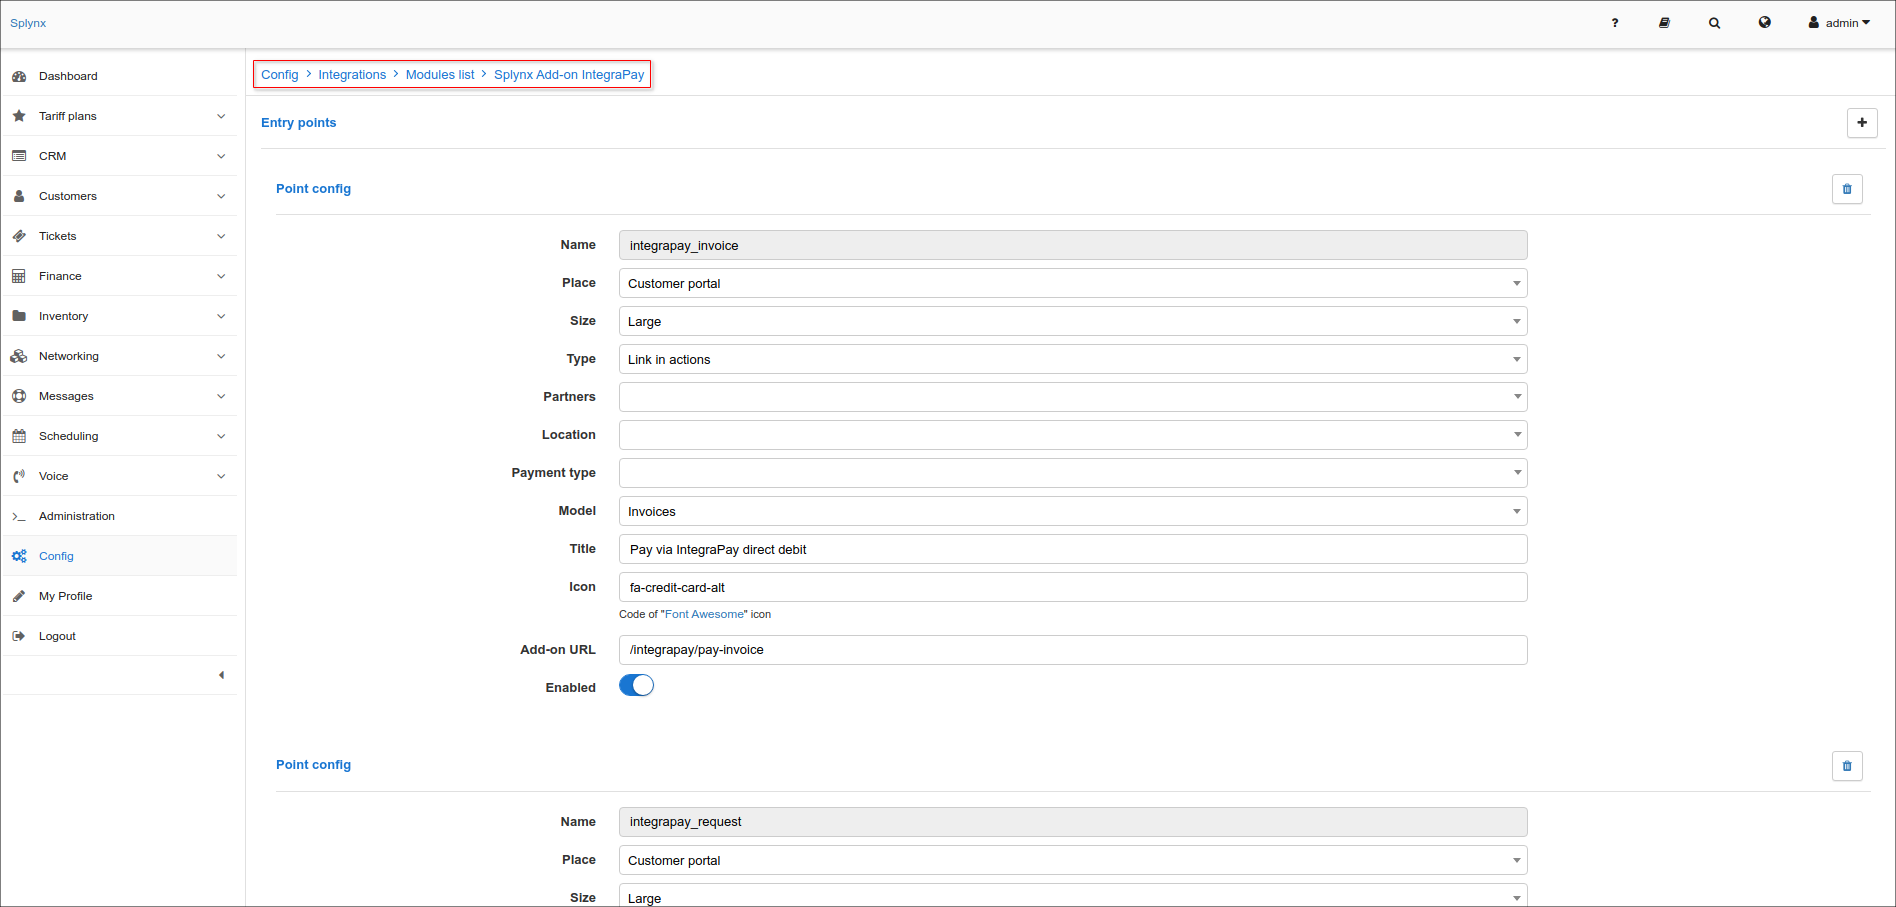 Splynx
? admin
Dashboard
Tariff plans
CRM
Customers
Tickets
Finance
Inventory
Networking
Messages
Scheduling
Voice
Administration
Config
My Profile
Logout
Config > Integrations > Modules list > Splynx Add-on IntegraPay
Entry points
Point config
Name integrapay_invoice
Place Customer portal
Size Large
Type Link in actions
Partners
Location
Payment type
Model Invoices
Title Pay via IntegraPay direct debit
Icon fa-credit-card-alt
Code of "Font Awesome" icon
Add-on URL /integrapay/pay-invoice
Enabled
Point config
Name integrapay_request
Place Customer portal
Size Large